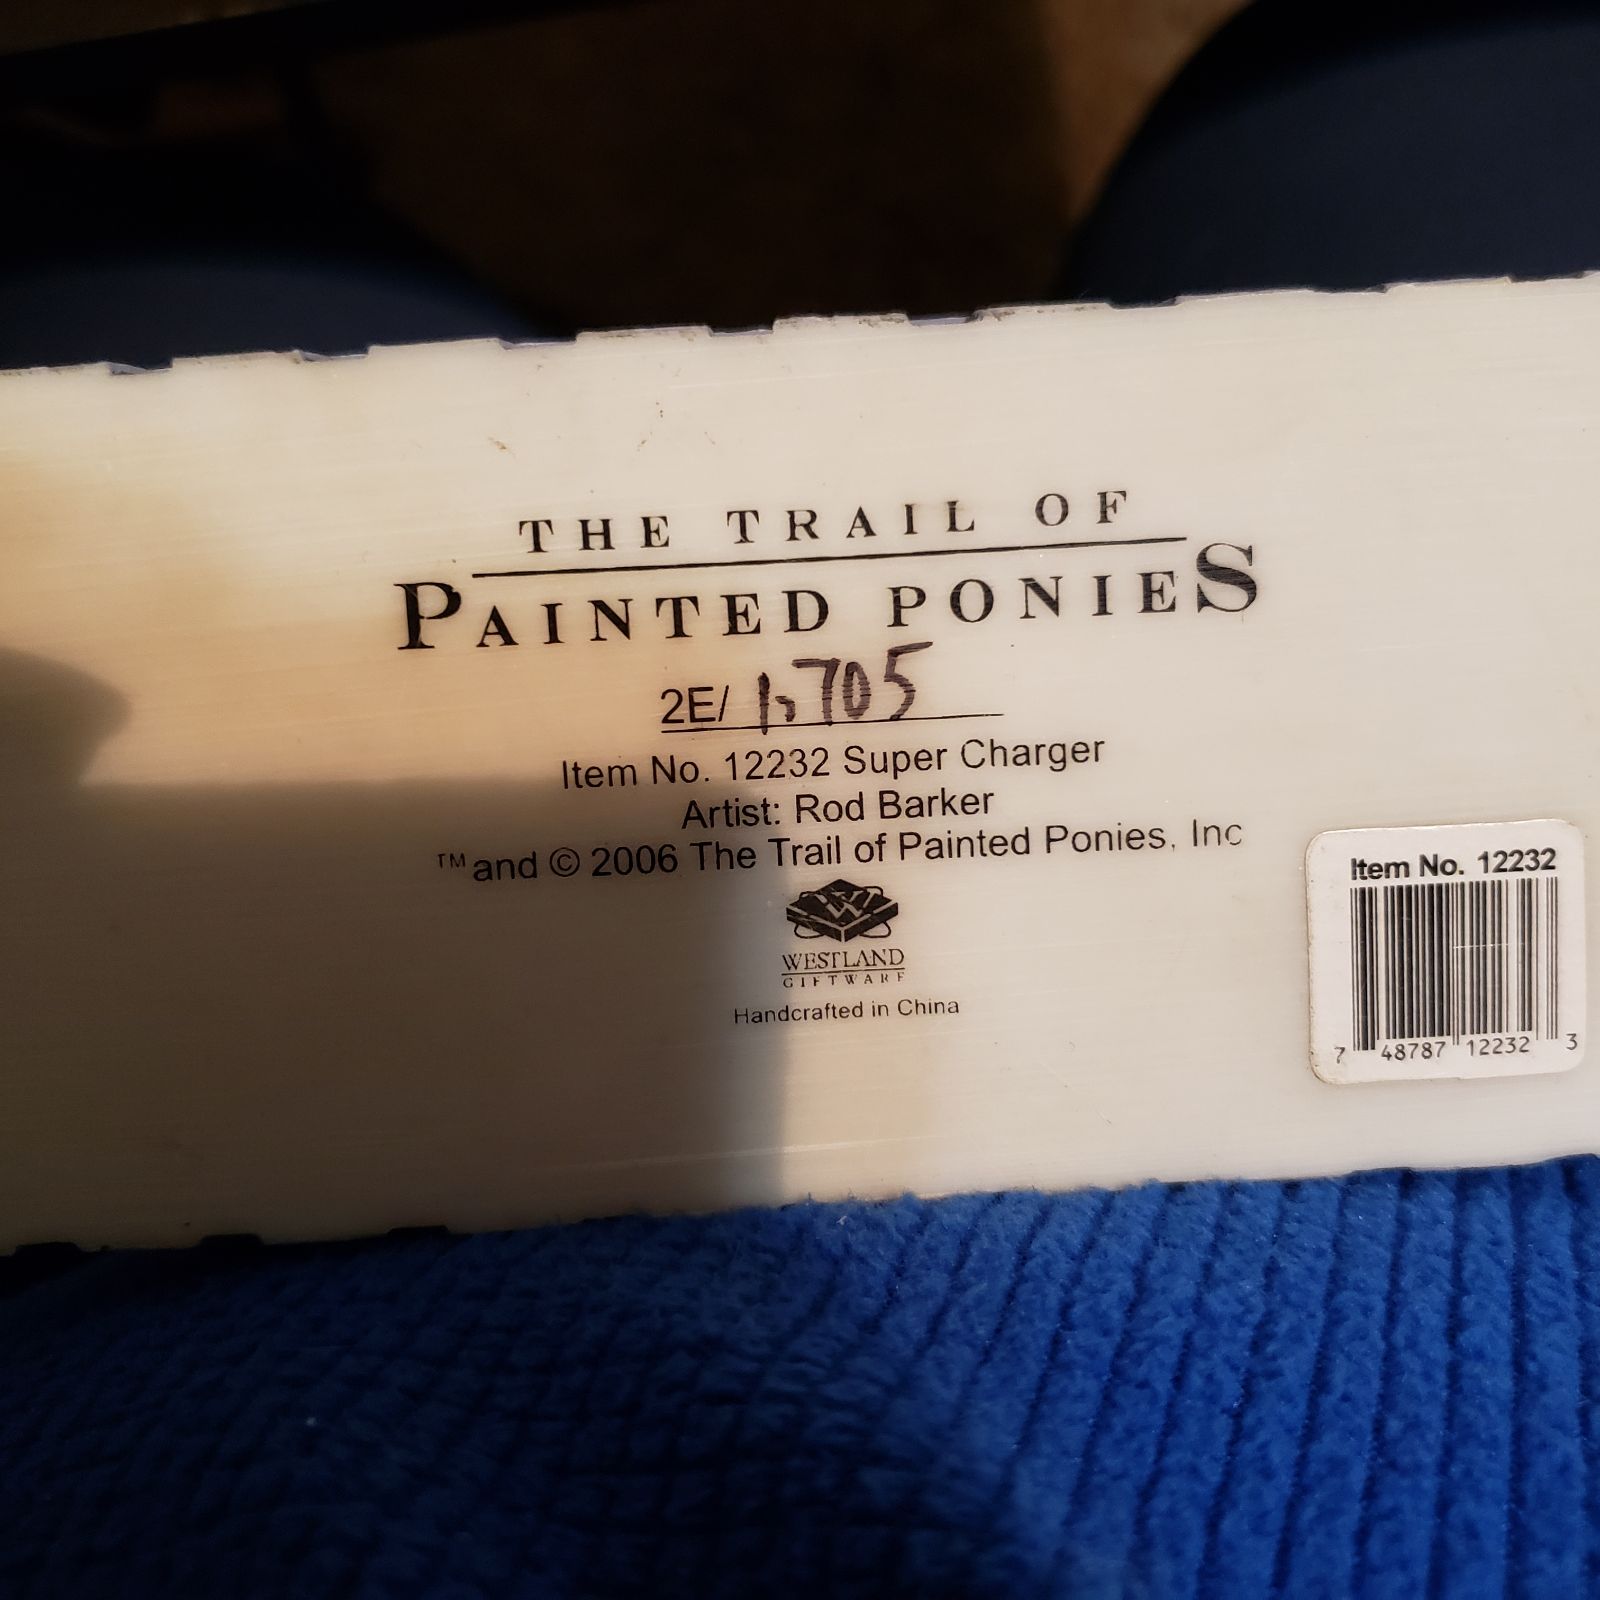 THE TRAIL OF
PAINTED PONIES
2E/ 1,705
Item No. 12232 Super Charger
Artist: Rod Barker
™ and © 2006 The Trail of Painted Ponies, Inc
WESTLAND
GIFTWARE
Handcrafted in China
Item No. 12232
7 48787 12232 3